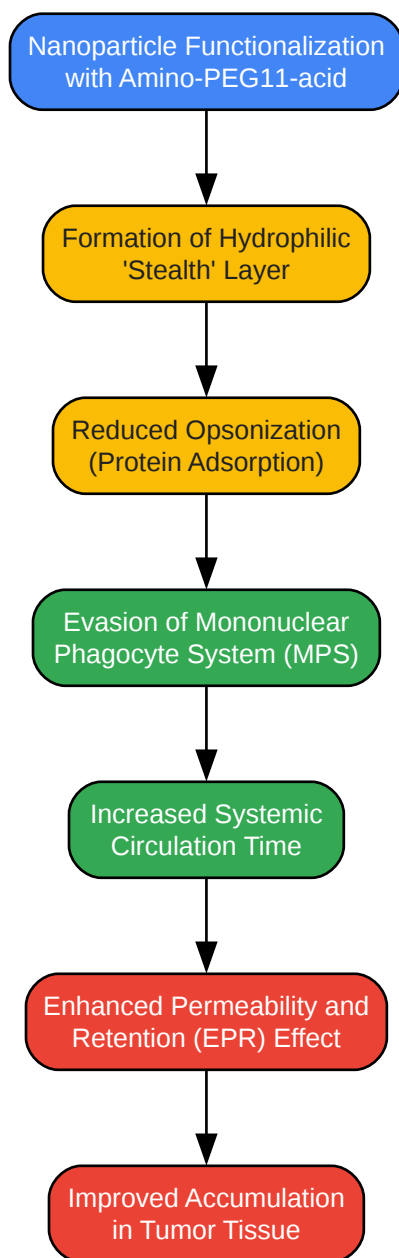 Nanoparticle Functionalization
with Amino-PEG11-acid
Formation of Hydrophilic
'Stealth' Layer
Reduced Opsonization
(Protein Adsorption)
Evasion of Mononuclear
Phagocyte System (MPS)
Increased Systemic
Circulation Time
Enhanced Permeability and
Retention (EPR) Effect
Improved Accumulation
in Tumor Tissue